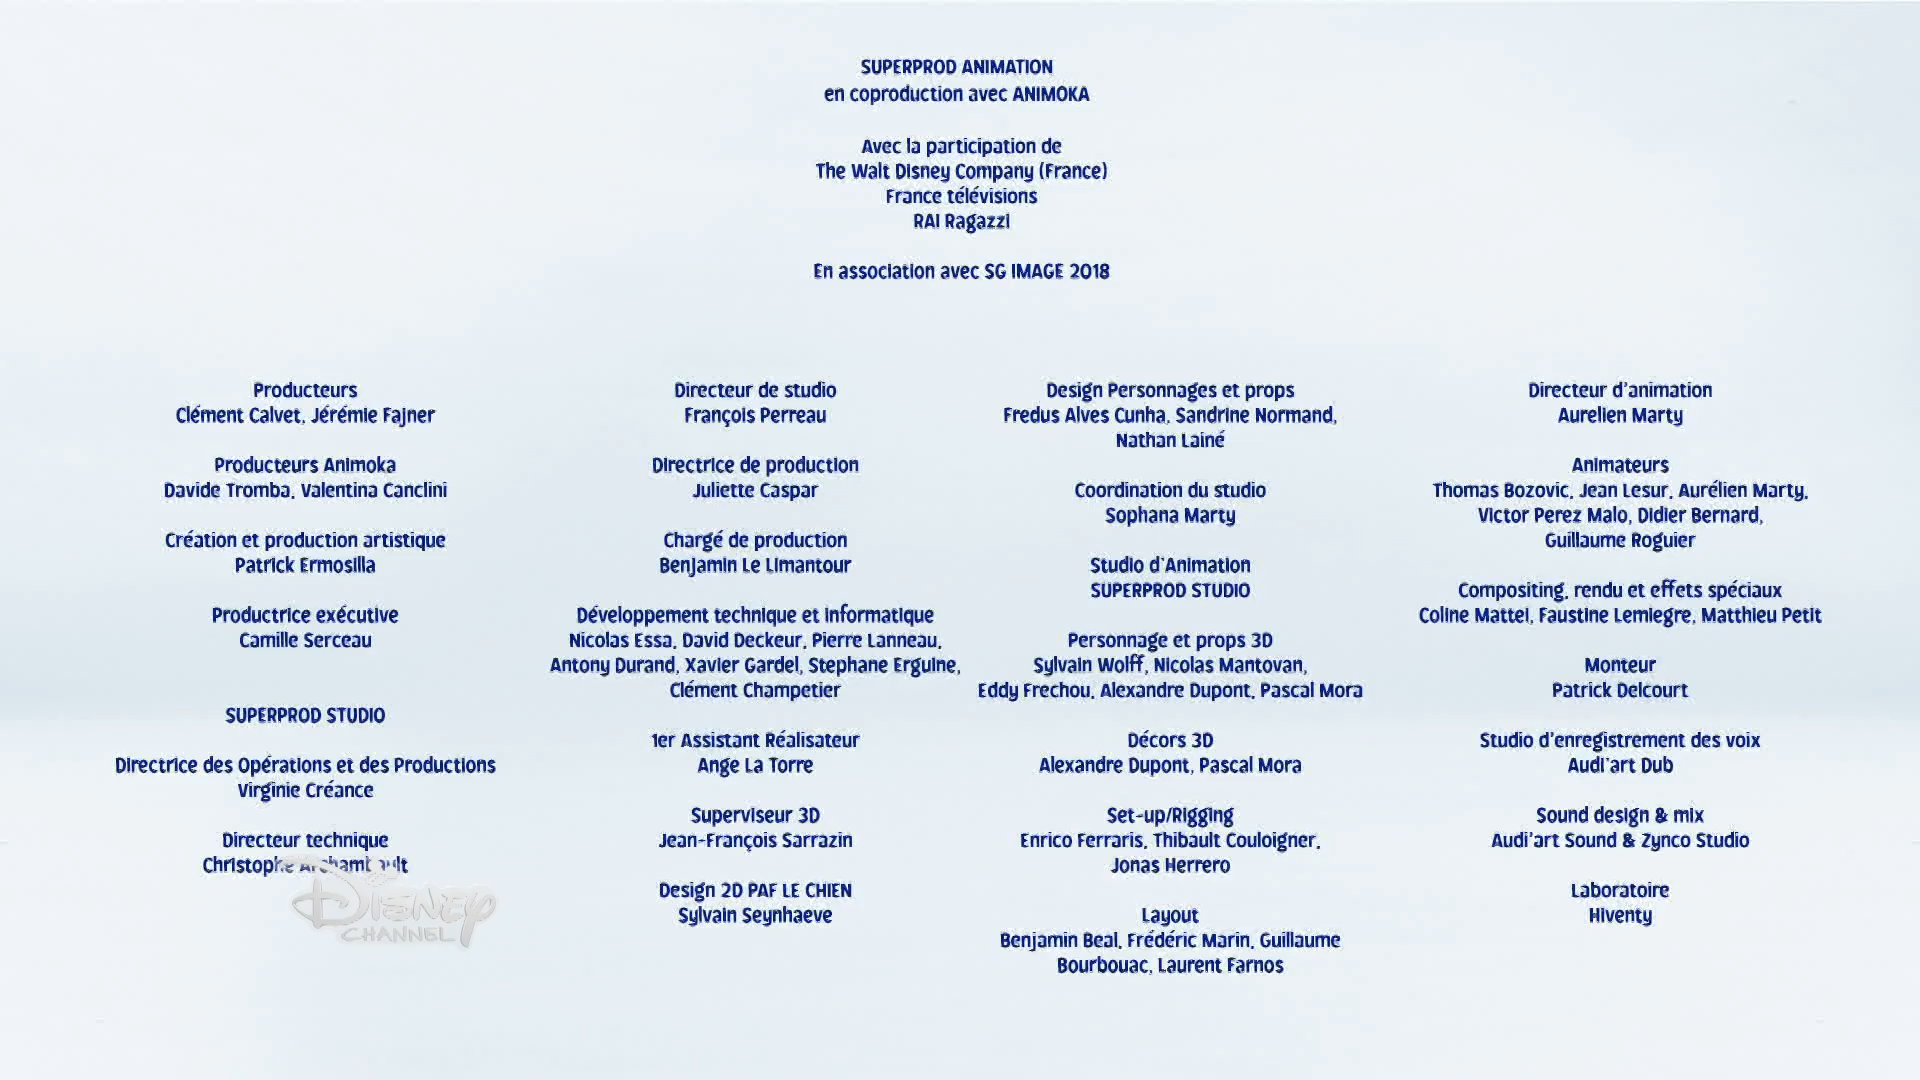 SUPERPROD ANIMATION
en coproduction avec ANIMOKA
Avec la participation de
The Walt Disney Company (France)
France télévisions
RAI Ragazzi
En association avec SG IMAGE 2018
Producteurs
Clément Calvet, Jérémie Fajner
Producteurs Animoka
Davide Tromba, Valentina Canclini
Création et production artistique
Patrick Ermosilla
Productrice exécutive
Camille Serceau
SUPERPROD STUDIO
Directrice des Opérations et des Productions
Virginie Créance
Directeur technique
Christophe Archambault
Disney
CHANNEL
Directeur de studio
François Perreau
Directrice de production
Juliette Caspar
Chargé de production
Benjamin Le Limantour
Développement technique et informatique
Nicolas Essa, David Deckeur, Pierre Lanneau,
Antony Durand, Xavier Gardel, Stephane Erguine,
Clément Champetier
1er Assistant Réalisateur
Ange La Torre
Superviseur 3D
Jean-François Sarrazin
Design 2D PAF LE CHIEN
Sylvain Seynhaeve
Design Personnages et props
Fredus Alves Cunha, Sandrine Normand,
Nathan Lainé
Coordination du studio
Sophana Marty
Studio d'Animation
SUPERPROD STUDIO
Personnage et props 3D
Sylvain Wolff, Nicolas Mantovan,
Eddy Frechou, Alexandre Dupont, Pascal Mora
Décors 3D
Alexandre Dupont, Pascal Mora
Set-up/Rigging
Enrico Ferraris, Thibault Couloigner,
Jonas Herrero
Layout
Benjamin Beal, Frédéric Marin, Guillaume
Bourbouac, Laurent Farnos
Directeur d'animation
Aurelien Marty
Animateurs
Thomas Bozovic, Jean Lesur, Aurélien Marty,
Victor Perez Malo, Didier Bernard,
Guillaume Roguier
Compositing, rendu et effets spéciaux
Coline Mattei, Faustine Lemiegre, Matthieu Petit
Monteur
Patrick Delcourt
Studio d'enregistrement des voix
Audi'art Dub
Sound design & mix
Audi'art Sound & Zynco Studio
Laboratoire
Hiventy